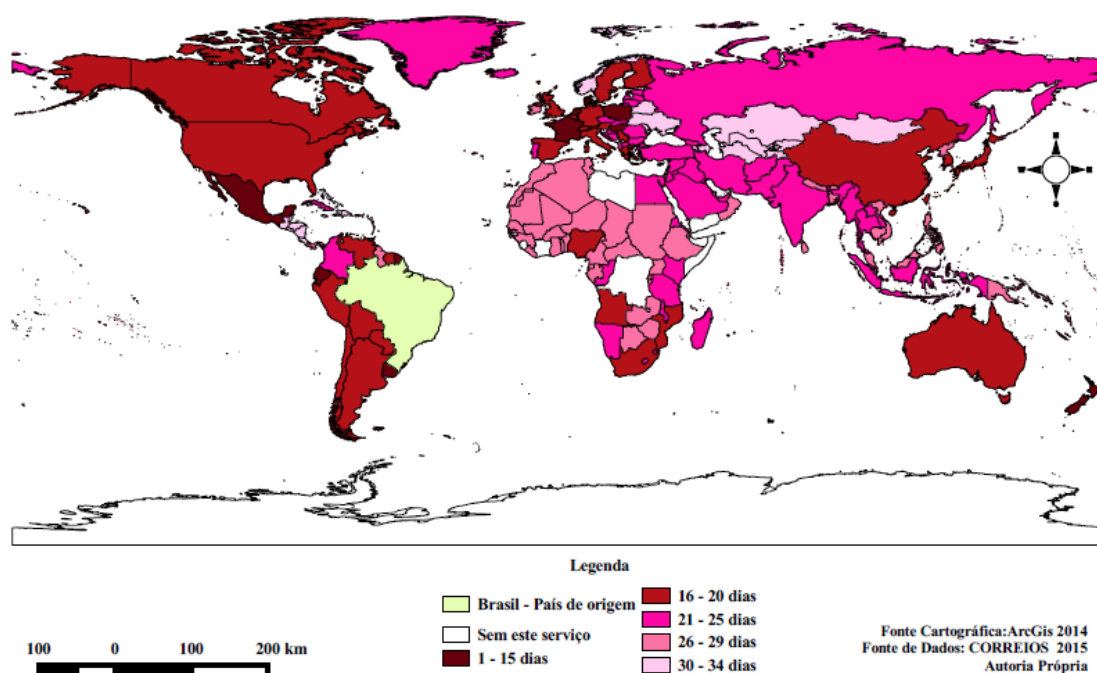 Legenda
Brasil - País de origem
Sem este serviço
1 - 15 dias
16 - 20 dias
21 - 25 dias
26 - 29 dias
30 - 34 dias
100 0 100 200 km
Fonte Cartográfica:ArcGis 2014
Fonte de Dados: CORREIOS 2015
Autoria Própria